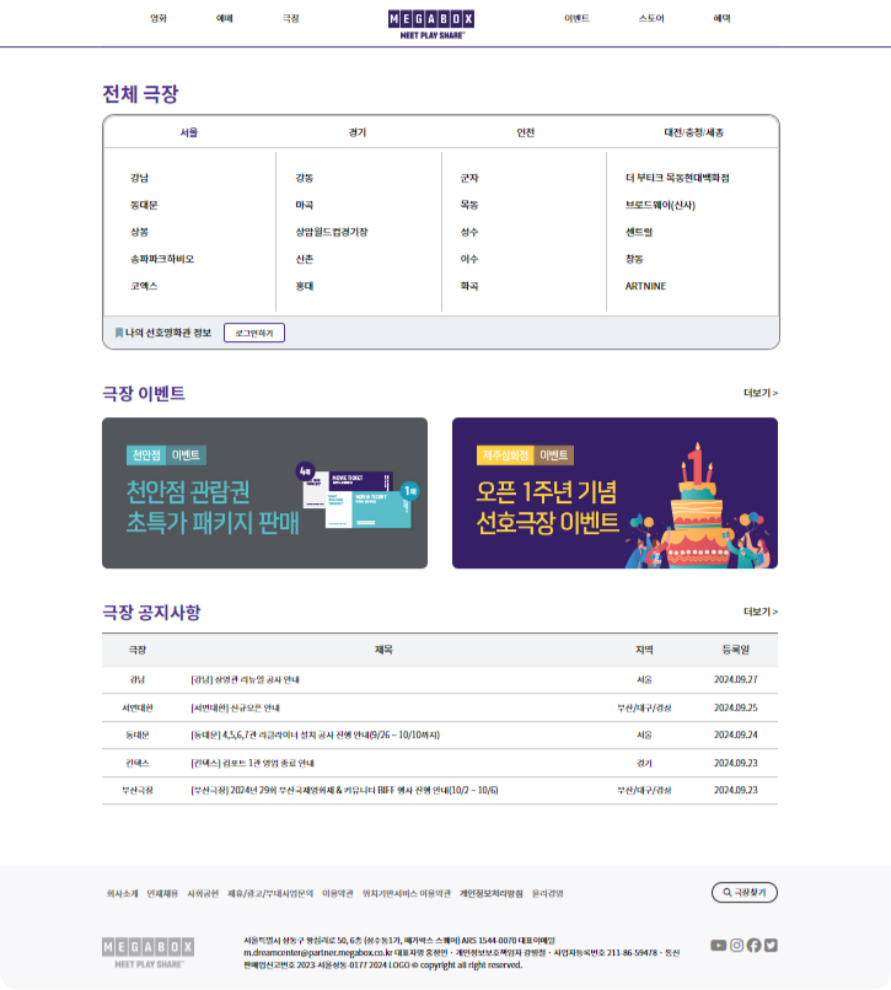 영화 예매 극장 MEGABOX 이벤트 스토어 혜택
MEET PLAY SHARE™
전체 극장
서울 경기 인천 대전/충청/세종
강남 강동 군자 더 부티크 목동현대백화점
동대문 마곡 목동 브로드웨이(신사)
상봉 상암월드컵경기장 성수 센트럴
송파파크하비오 신촌 이수 창동
코엑스 홍대 화곡 ARTNINE
나의 선호영화관 정보 로그인하기
극장 이벤트 더보기 >
천안점 이벤트
천안점 관람권
초특가 패키지 판매
4매
MOVIE TICKET
1매
MOVIE TICKET
제주삼화점 이벤트
오픈 1주년 기념
선호극장 이벤트
1
극장 공지사항 더보기 >
극장 제목 지역 등록일
강남 [강남] 상영관 리뉴얼 공사 안내 서울 2024.09.27
서면대한 [서면대한] 신규오픈 안내 부산/대구/경상 2024.09.25
동대문 [동대문] 4,5,6,7관 리클라이너 설치 공사 진행 안내(9/26 ~ 10/10까지) 서울 2024.09.24
킨텍스 [킨텍스] 컴포트 1관 영업 종료 안내 경기 2024.09.23
부산극장 [부산극장] 2024년 29회 부산국제영화제 & 커뮤니티 BIFF 행사 진행 안내(10/2 ~ 10/6) 부산/대구/경상 2024.09.23
회사소개 인재채용 사회공헌 제휴/광고/부대사업문의 이용약관 위치기반서비스 이용약관 개인정보처리방침 윤리경영 극장찾기
MEGABOX
MEET PLAY SHARE™
서울특별시 성동구 왕십리로 50, 6층 (성수동1가, 메가박스 스퀘어) ARS 1544-0070 대표이메일
m.dreamcenter@partner.megabox.co.kr 대표자명 홍정인 · 개인정보보호책임자 강병철 · 사업자등록번호 211-86-59478 · 통신
판매업신고번호 2023-서울성동-0177 2024 LOGO © copyright all right reserved.